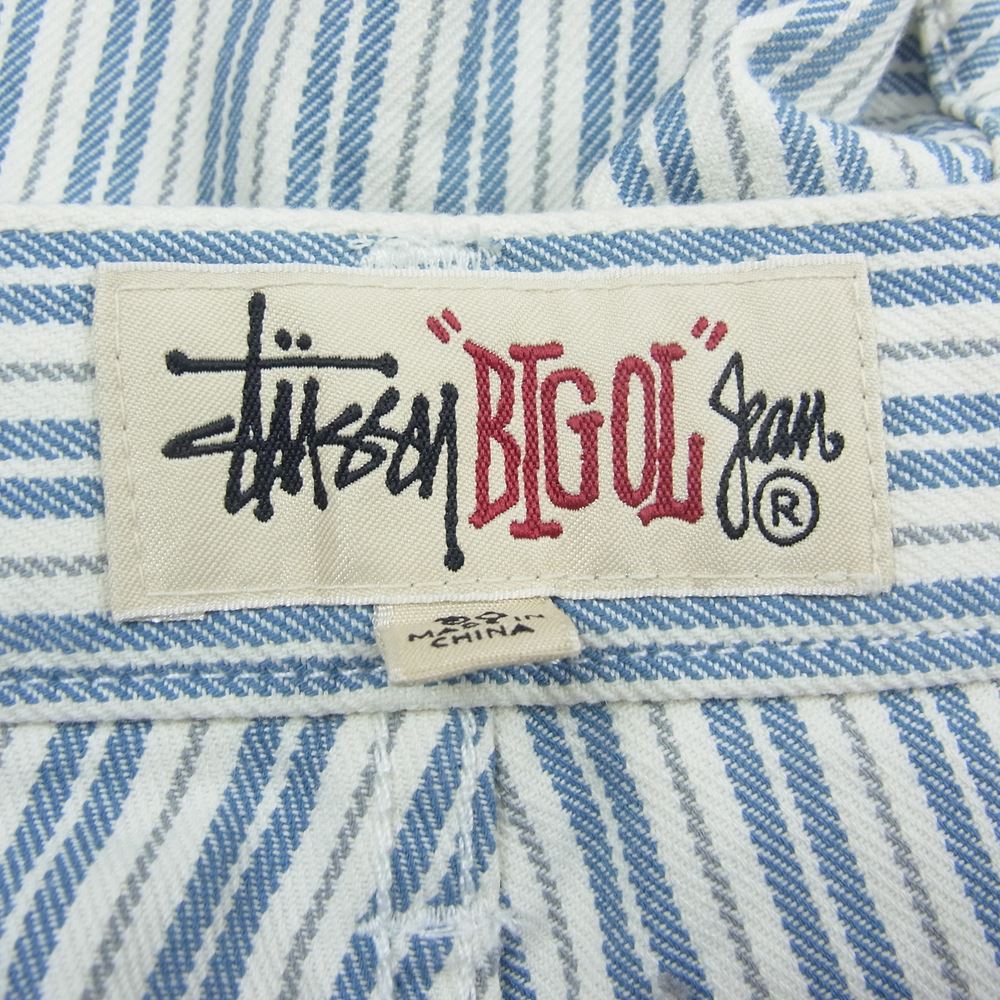 Stüssy "BIG OL" Jean
®
MADE IN
CHINA